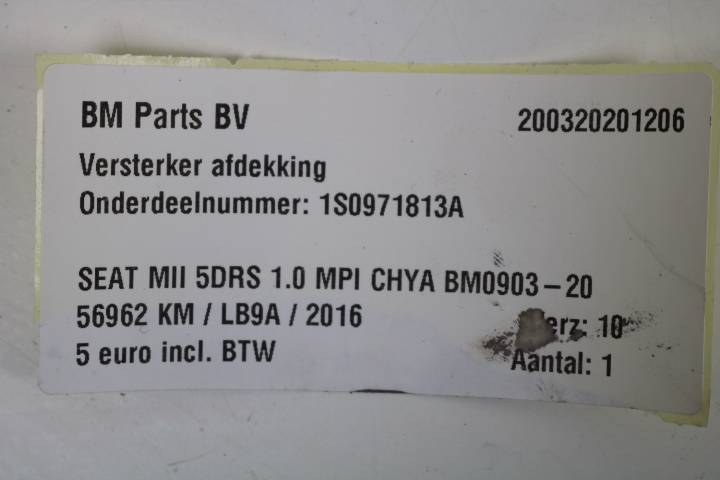 BM Parts BV 200320201206
Versterker afdekking
Onderdeelnummer: 1S0971813A
SEAT MII 5DRS 1.0 MPI CHYA BM0903-20
56962 KM / LB9A / 2016 10
5 euro incl. BTW Aantal: 1